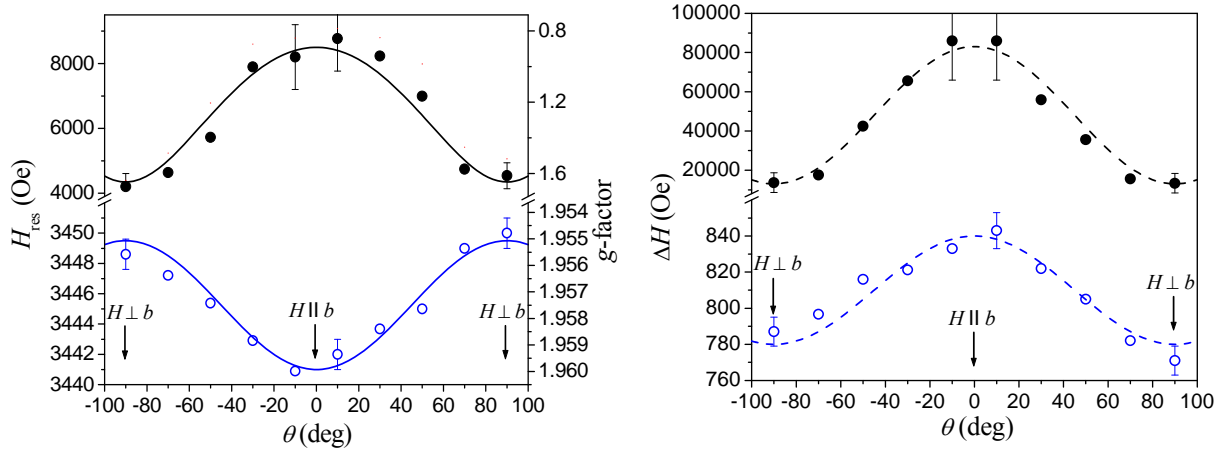 8000
6000
4000
3450
3448
3446
3444
3442
3440
H_res (Oe)
0.8
1.2
1.6
1.954
1.955
1.956
1.957
1.958
1.959
1.960
g-factor
H ⊥ b
H ǁ b
H ⊥ b
-100 -80 -60 -40 -20 0 20 40 60 80 100
θ (deg)
100000
80000
60000
40000
20000
840
820
800
780
760
ΔH (Oe)
H ⊥ b
H ǁ b
H ⊥ b
-100 -80 -60 -40 -20 0 20 40 60 80 100
θ (deg)